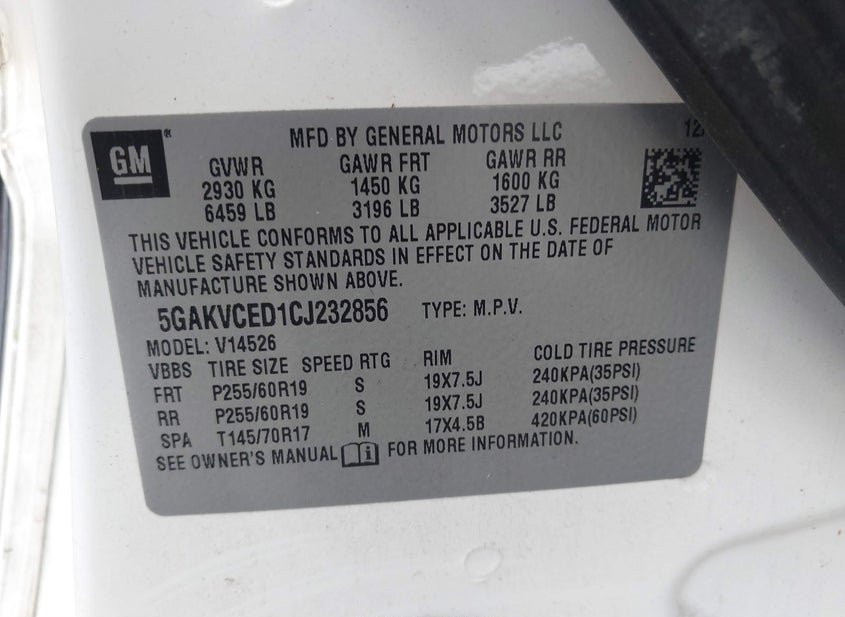 GM ® MFD BY GENERAL MOTORS LLC 12/
GVWR GAWR FRT GAWR RR
2930 KG 1450 KG 1600 KG
6459 LB 3196 LB 3527 LB
THIS VEHICLE CONFORMS TO ALL APPLICABLE U.S. FEDERAL MOTOR
VEHICLE SAFETY STANDARDS IN EFFECT ON THE DATE OF
MANUFACTURE SHOWN ABOVE.
5GAKVCED1CJ232856 TYPE: M.P.V.
MODEL: V14526
VBBS TIRE SIZE SPEED RTG RIM COLD TIRE PRESSURE
FRT P255/60R19 S 19X7.5J 240KPA(35PSI)
RR P255/60R19 S 19X7.5J 240KPA(35PSI)
SPA T145/70R17 M 17X4.5B 420KPA(60PSI)
SEE OWNER'S MANUAL i FOR MORE INFORMATION.